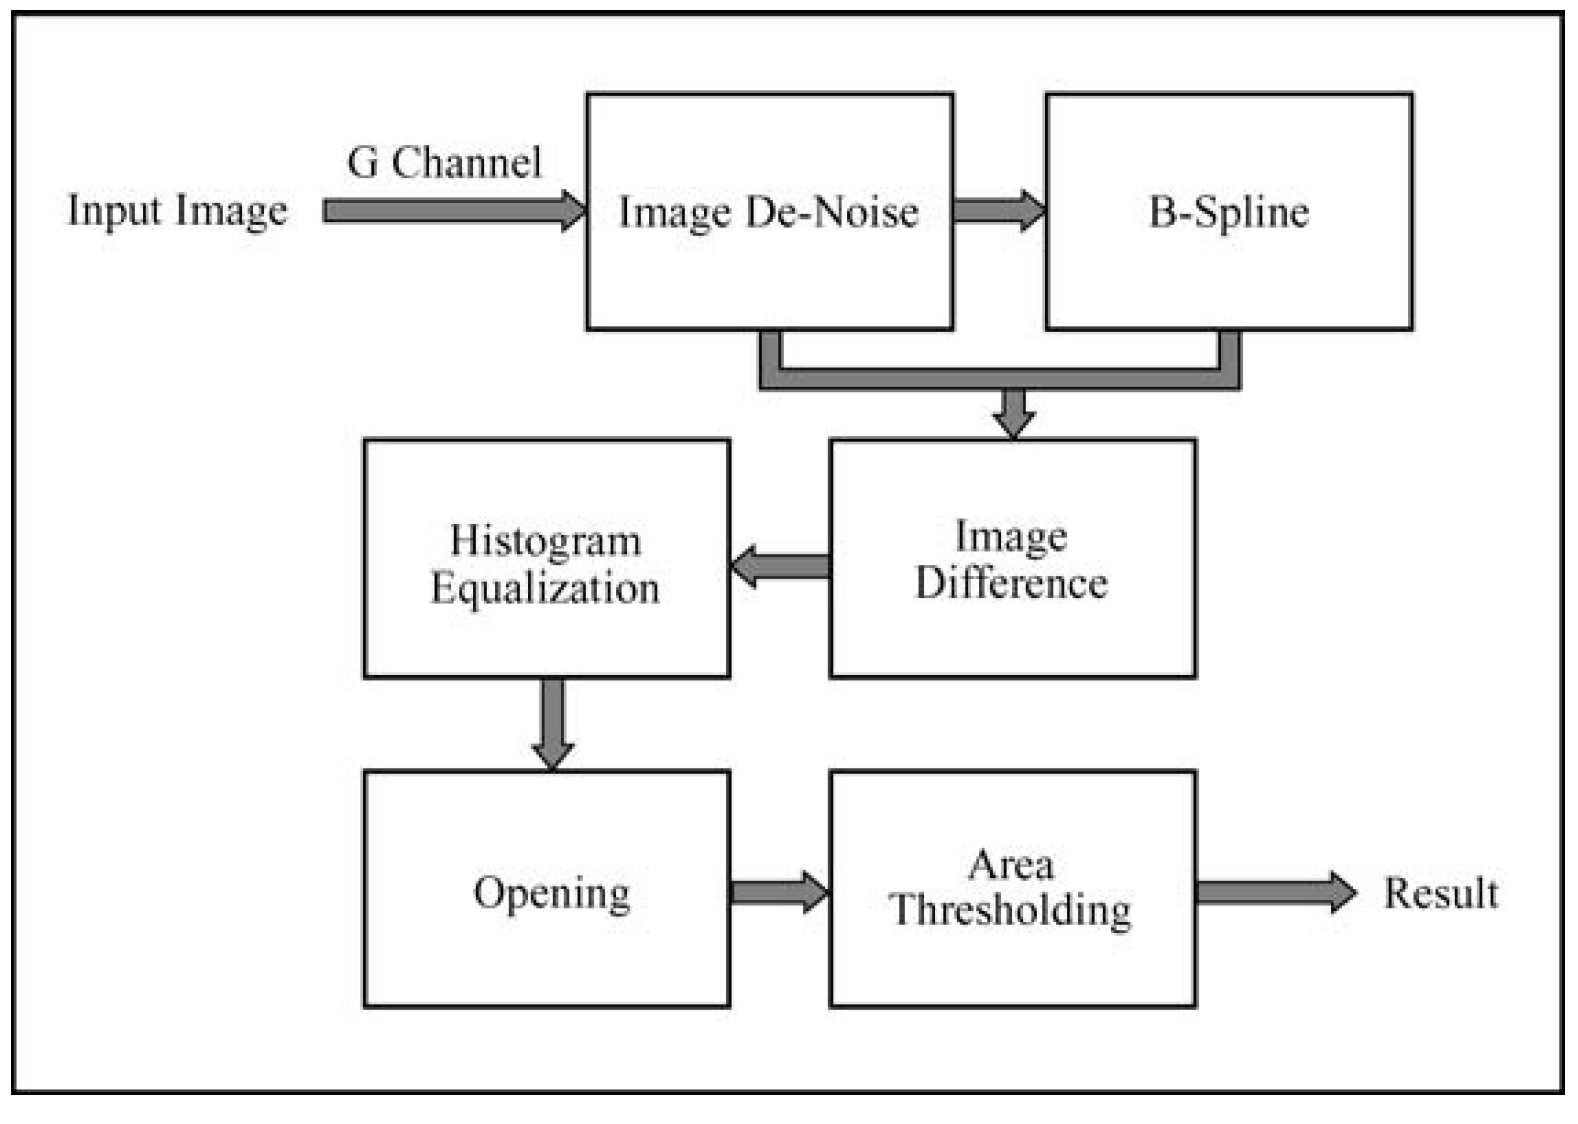 G Channel
Input Image
Image De-Noise
B-Spline
Histogram
Equalization
Image
Difference
Opening
Area
Thresholding
Result